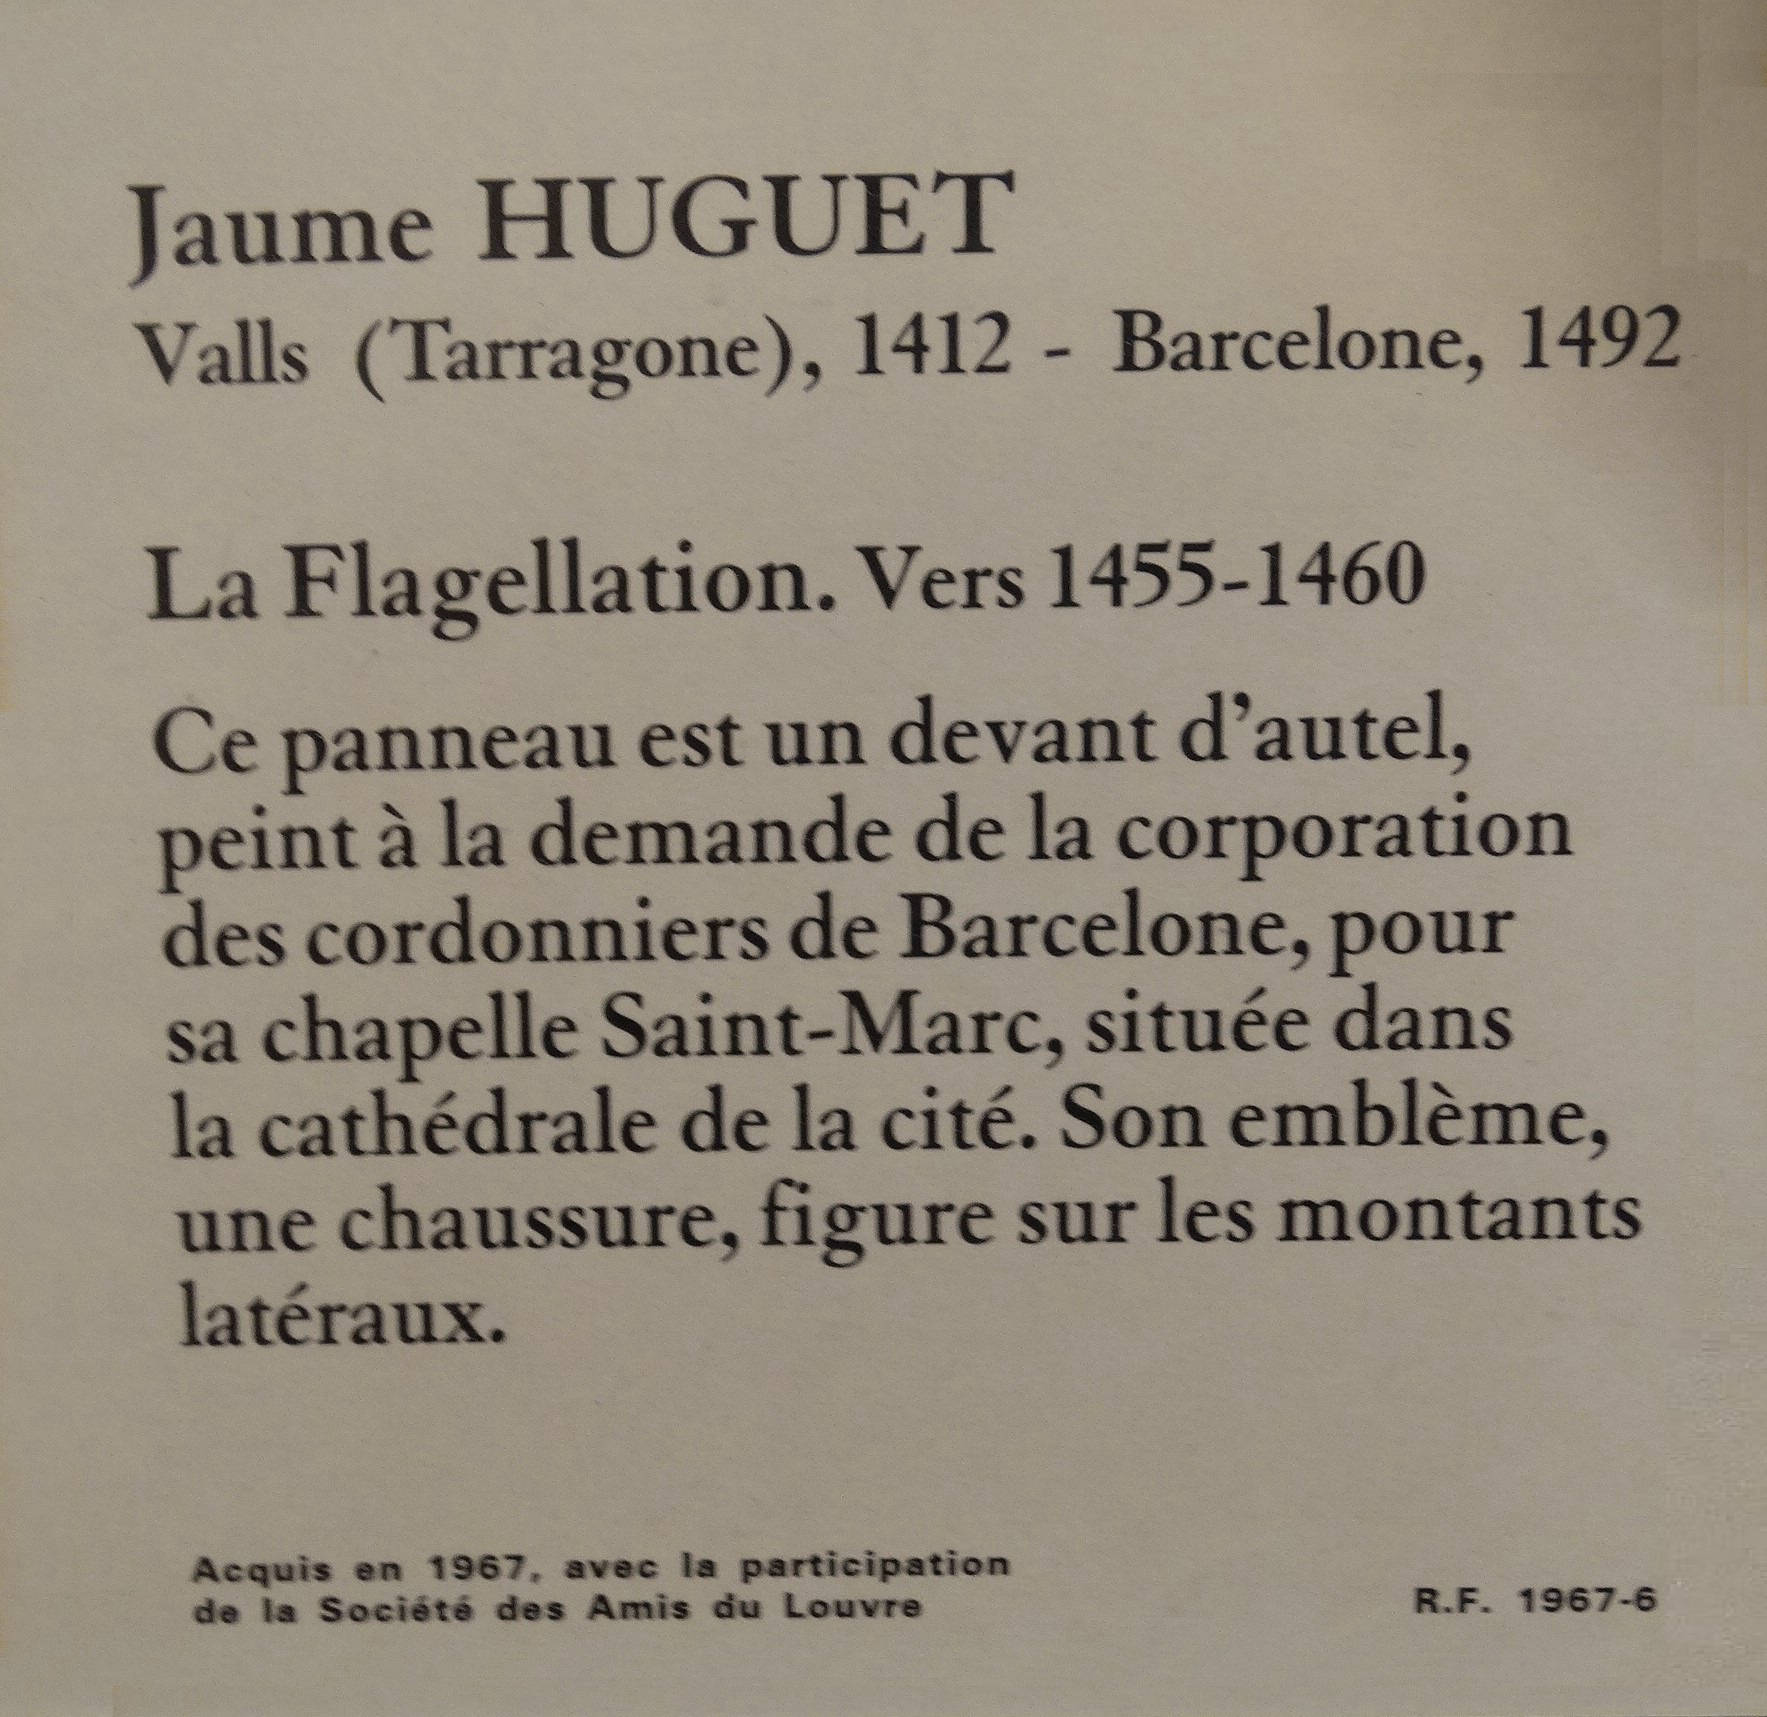 Jaume HUGUET
Valls (Tarragone), 1412 - Barcelone, 1492
La Flagellation. Vers 1455-1460
Ce panneau est un devant d’autel,
peint à la demande de la corporation
des cordonniers de Barcelone, pour
sa chapelle Saint-Marc, située dans
la cathédrale de la cité. Son emblème,
une chaussure, figure sur les montants
latéraux.
Acquis en 1967, avec la participation
de la Société des Amis du Louvre
R.F. 1967-6